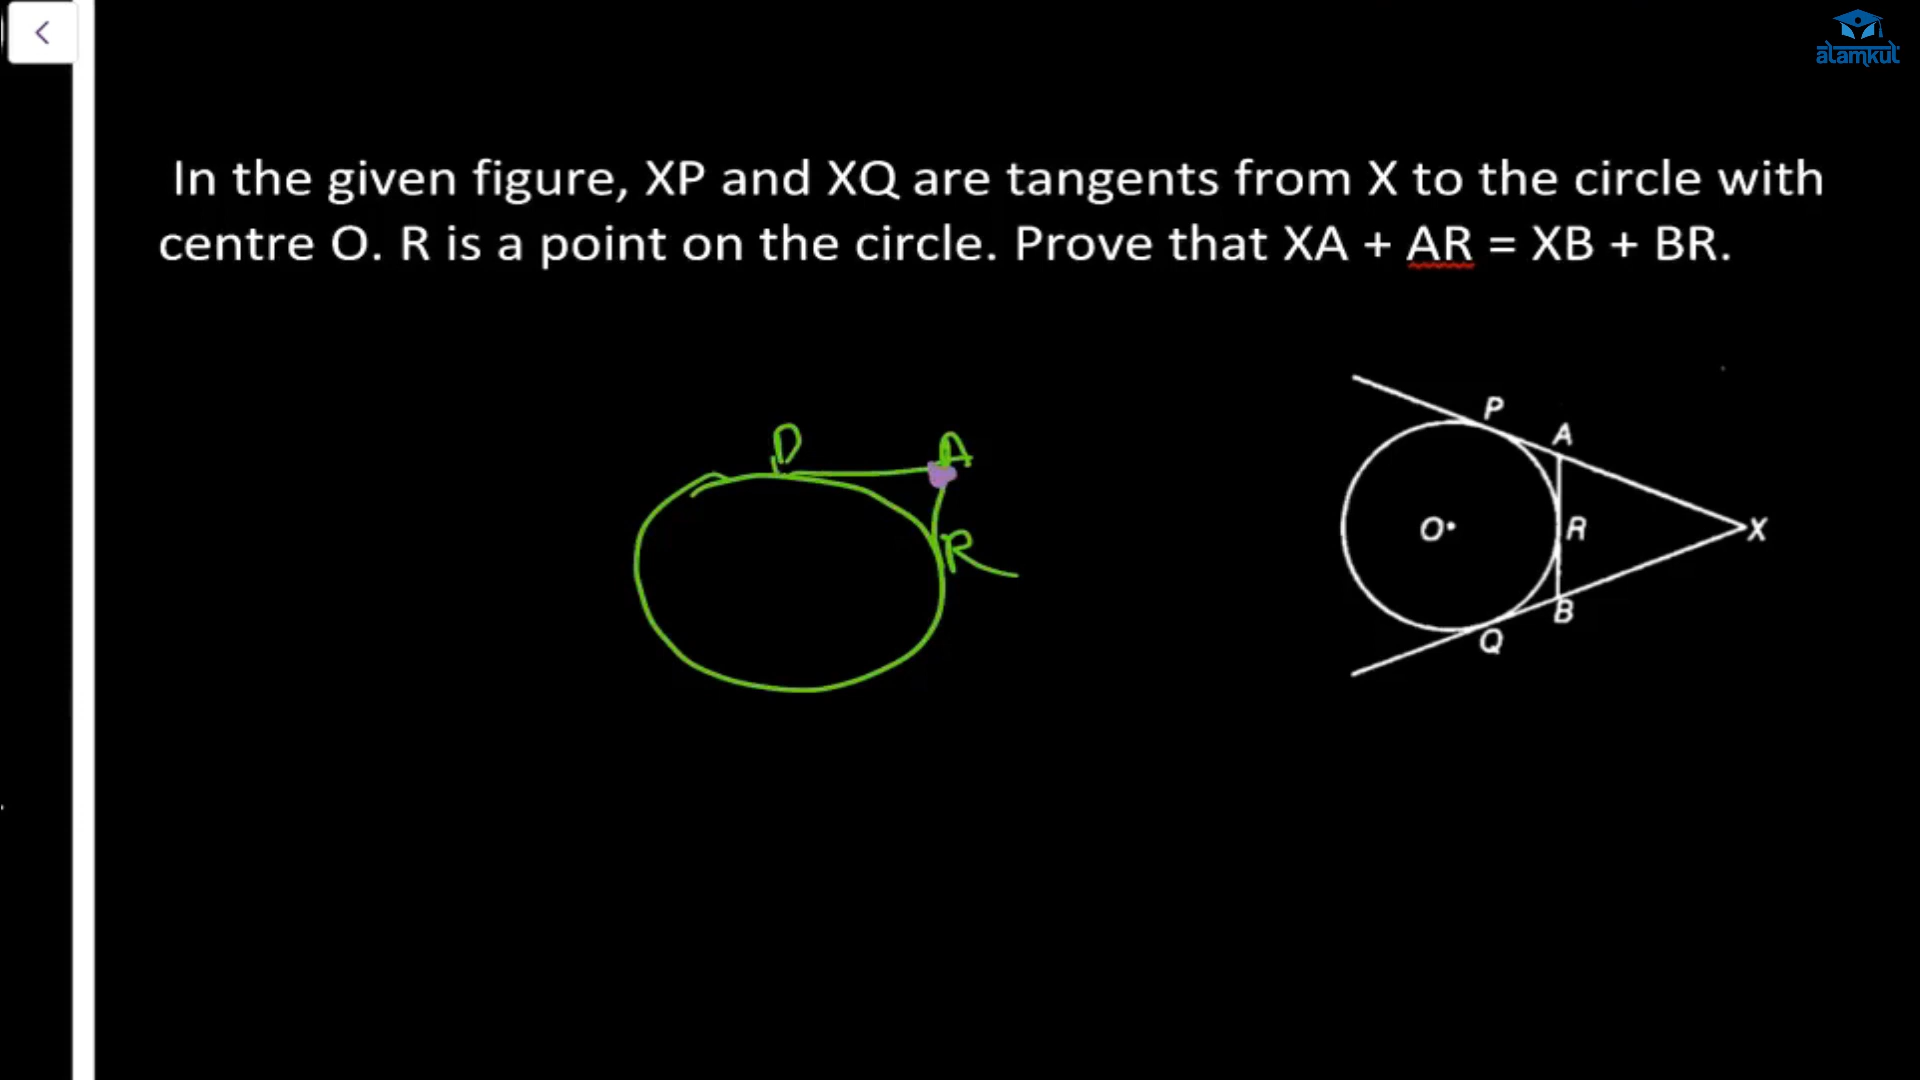 alamkut
In the given figure, XP and XQ are tangents from X to the circle with
centre O. R is a point on the circle. Prove that XA + AR = XB + BR.
P
A
O
R
X
B
Q
A
R